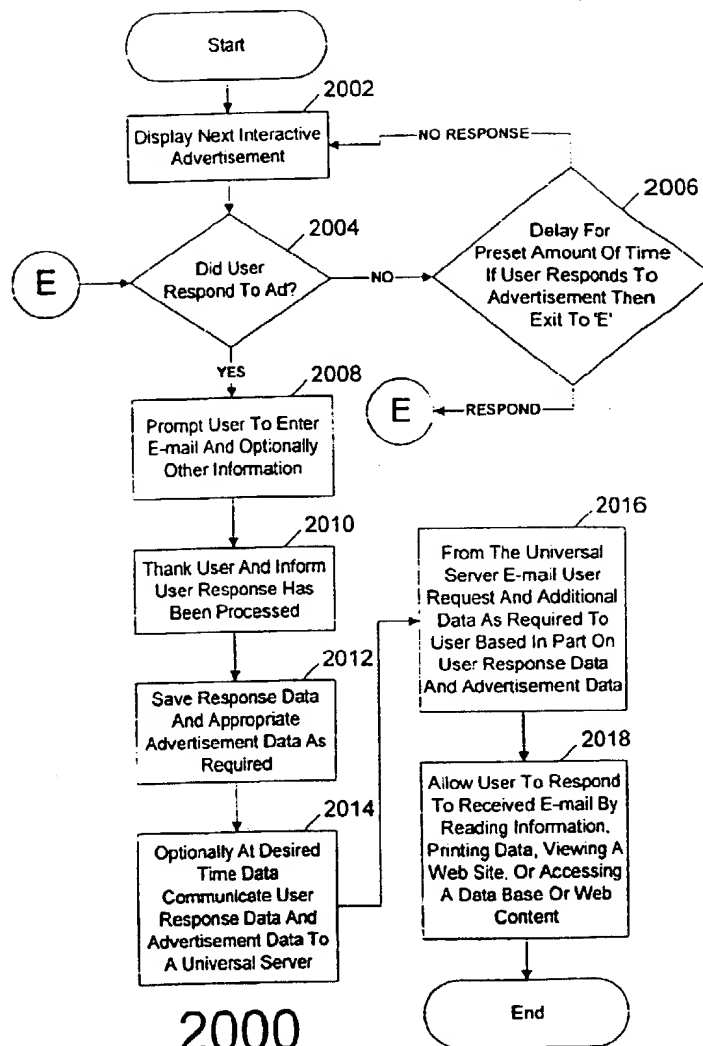 Start
2002
Display Next Interactive
Advertisement
NO RESPONSE
2006
Delay For
Preset Amount Of Time
If User Responds To
Advertisement Then
Exit To 'E'
2004
E
Did User
Respond To Ad?
NO
YES
E
RESPOND
2008
Prompt User To Enter
E-mail And Optionally
Other Information
2010
Thank User And Inform
User Response Has
Been Processed
2012
Save Response Data
And Appropriate
Advertisement Data As
Required
2014
Optionally At Desired
Time Data
Communicate User
Response Data And
Advertisement Data To
A Universal Server
2016
From The Universal
Server E-mail User
Request And Additional
Data As Required To
User Based In Part On
User Response Data
And Advertisement Data
2018
Allow User To Respond
To Received E-mail By
Reading Information,
Printing Data, Viewing A
Web Site, Or Accessing
A Data Base Or Web
Content
End
2000